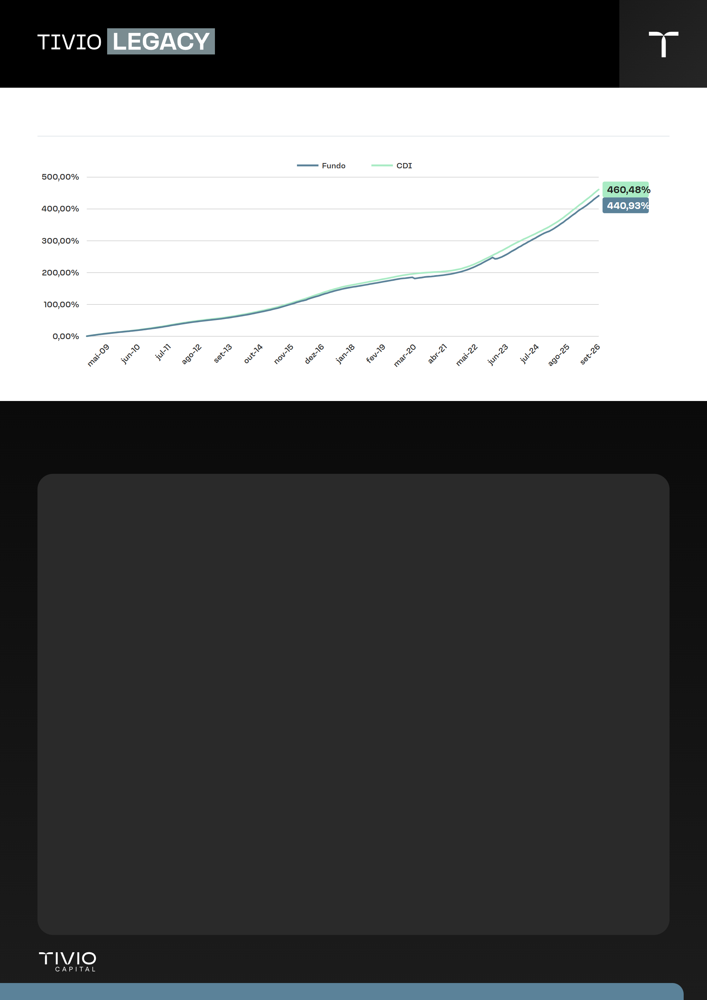 TIVIO LEGACY
Fundo CDI
500,00%
460,48%
440,93%
400,00%
300,00%
200,00%
100,00%
0,00%
mai-09 jun-10 jul-11 ago-12 set-13 out-14 nov-15 dez-16 jan-18 fev-19 mar-20 abr-21 mai-22 jun-23 jul-24 ago-25 set-26
TIVIO
CAPITAL